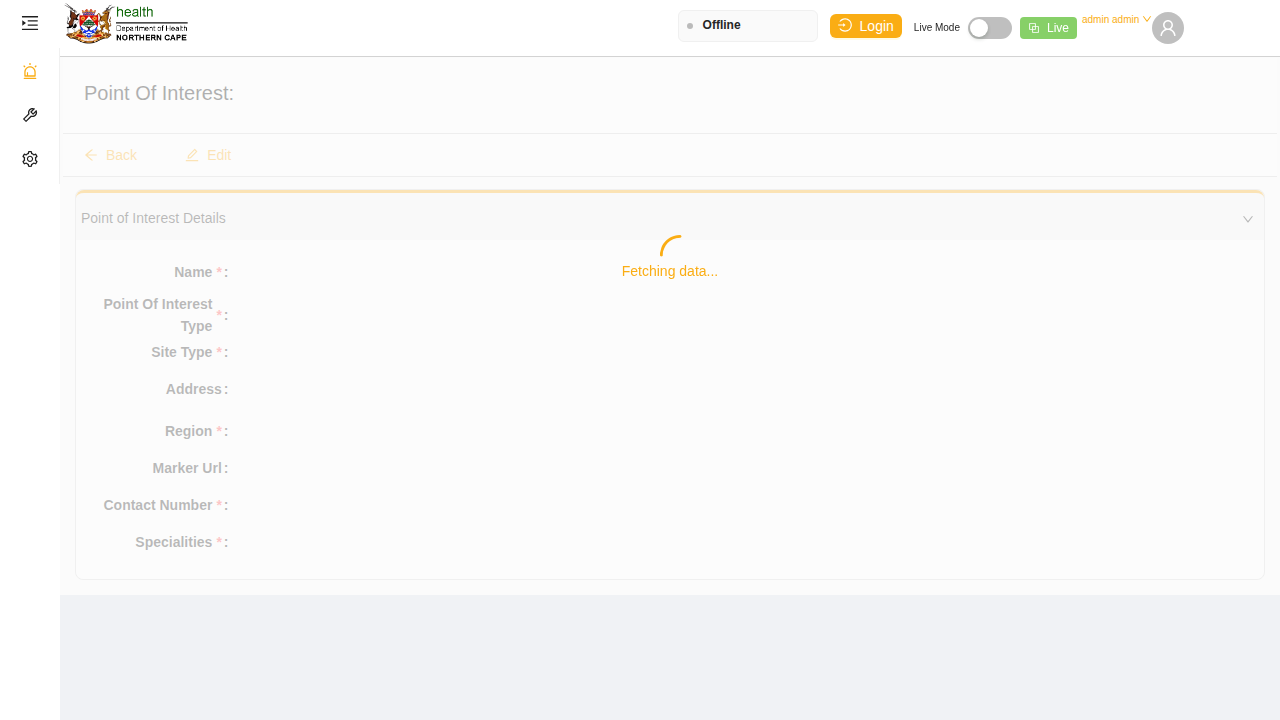 health
Department of Health
NORTHERN CAPE
Offline
Login
Live Mode
Live
admin admin
Point Of Interest:
Back
Edit
Point of Interest Details
Fetching data...
Name * :
Point Of Interest
Type * :
Site Type * :
Address :
Region * :
Marker Url :
Contact Number * :
Specialities * :